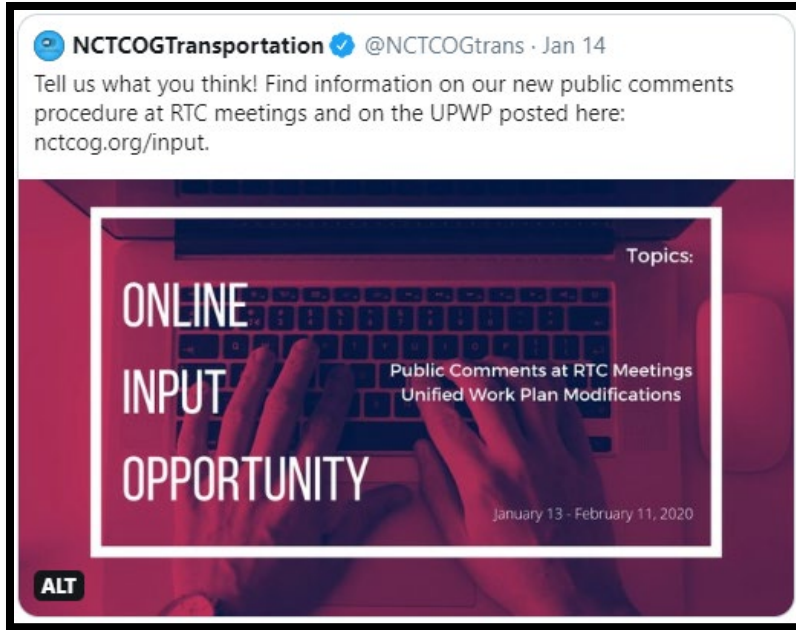 NCTCOGTransportation @NCTCOGtrans · Jan 14
Tell us what you think! Find information on our new public comments
procedure at RTC meetings and on the UPWP posted here:
nctcog.org/input.
Topics:
ONLINE
INPUT
OPPORTUNITY
Public Comments at RTC Meetings
Unified Work Plan Modifications
January 13 - February 11, 2020
ALT